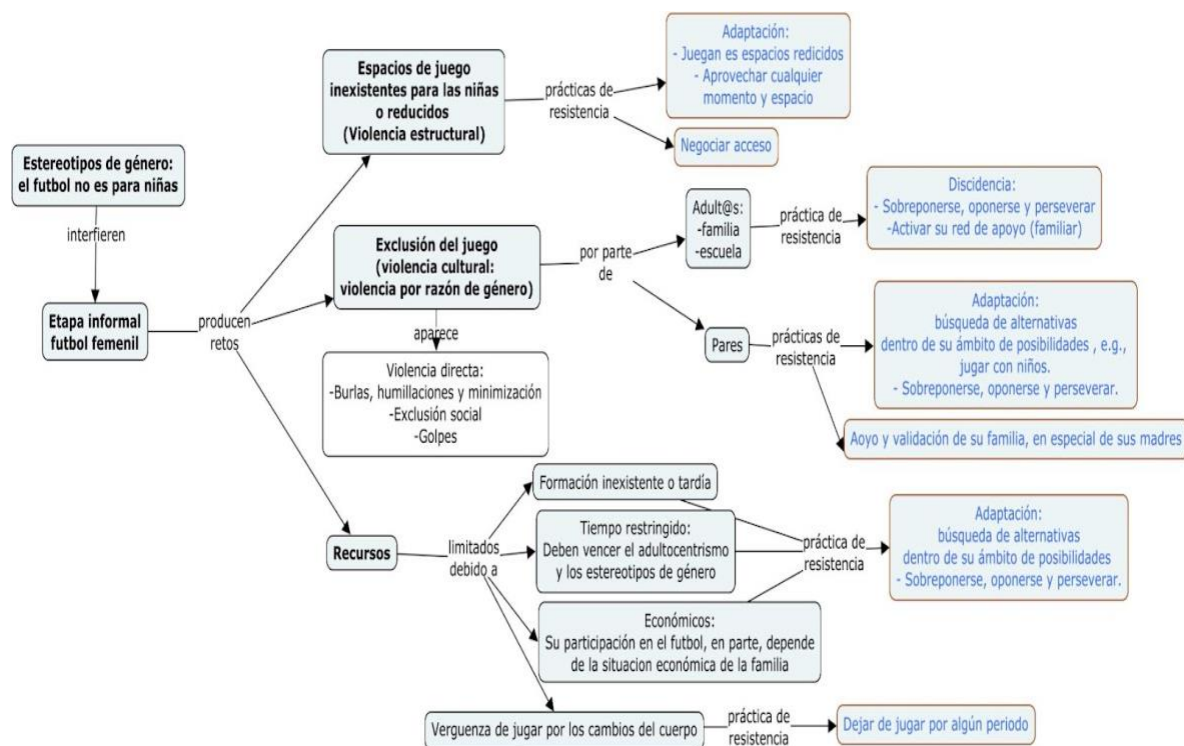 Estereotipos de género:
el futbol no es para niñas
interfieren
Etapa informal
futbol femenil
producen
retos
Espacios de juego
inexistentes para las niñas
o reducidos
(Violencia estructural)
prácticas de
resistencia
Adaptación:
- Juegan es espacios redicidos
- Aprovechar cualquier
momento y espacio
Negociar acceso
Exclusión del juego
(violencia cultural:
violencia por razón de género)
aparece
Violencia directa:
-Burlas, humillaciones y minimización
-Exclusión social
-Golpes
por parte
de
Adult@s:
-familia
-escuela
práctica de
resistencia
Discidencia:
- Sobreponerse, oponerse y perseverar
-Activar su red de apoyo (familiar)
Pares
prácticas de
resistencia
Adaptación:
búsqueda de alternativas
dentro de su ámbito de posibilidades , e.g.,
jugar con niños.
- Sobreponerse, oponerse y perseverar.
Aoyo y validación de su familia, en especial de sus madres
Recursos
limitados
debido a
Formación inexistente o tardía
Tiempo restringido:
Deben vencer el adultocentrismo
y los estereotipos de género
Económicos:
Su participación en el futbol, en parte, depende
de la situacion económica de la familia
práctica de
resistencia
Adaptación:
búsqueda de alternativas
dentro de su ámbito de posibilidades
- Sobreponerse, oponerse y perseverar.
Verguenza de jugar por los cambios del cuerpo
práctica de
resistencia
Dejar de jugar por algún periodo